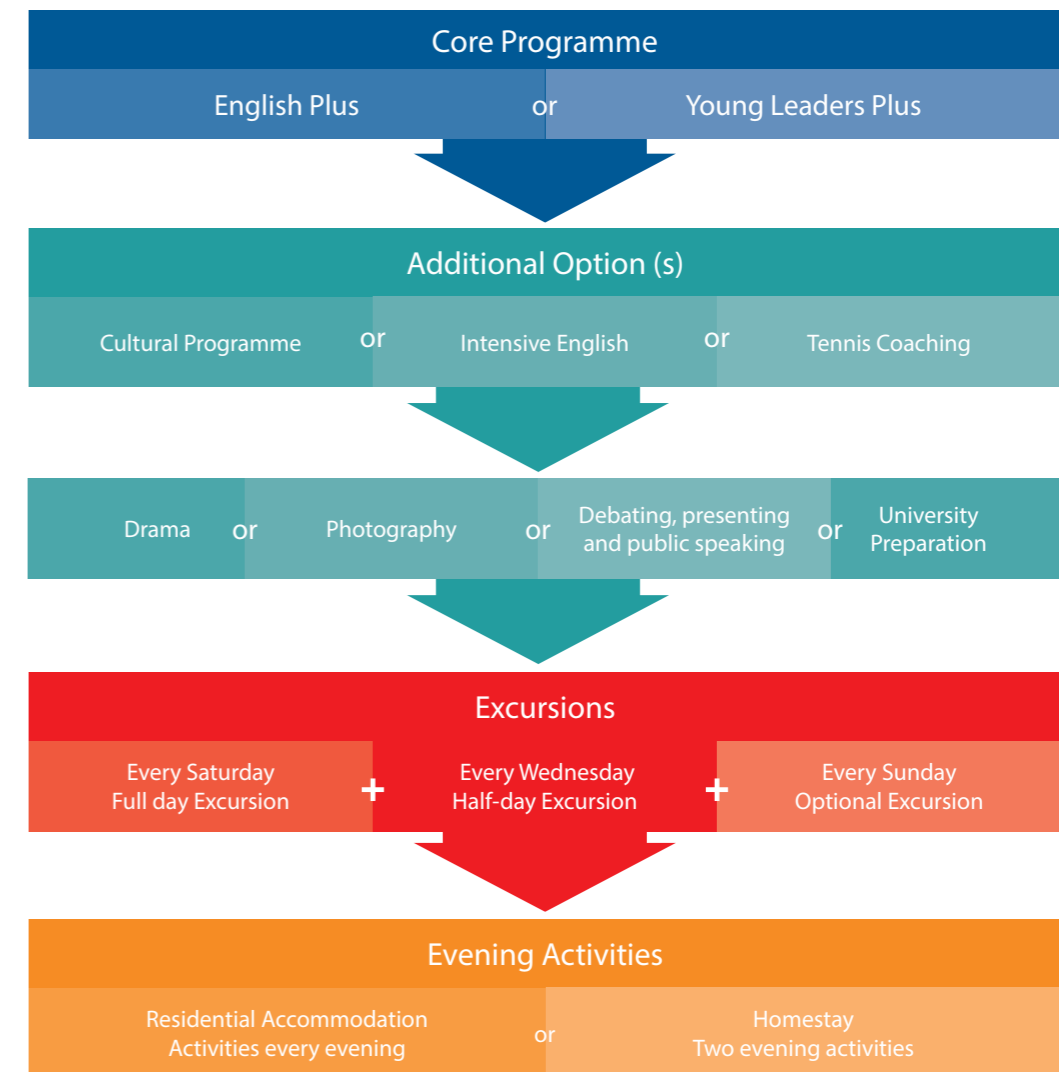 Core Programme
English Plus or Young Leaders Plus
Additional Option (s)
Cultural Programme or Intensive English or Tennis Coaching
Drama or Photography or Debating, presenting
and public speaking or University
Preparation
Excursions
Every Saturday
Full day Excursion
+
Every Wednesday
Half-day Excursion
+
Every Sunday
Optional Excursion
Evening Activities
Residential Accommodation
Activities every evening
or
Homestay
Two evening activities